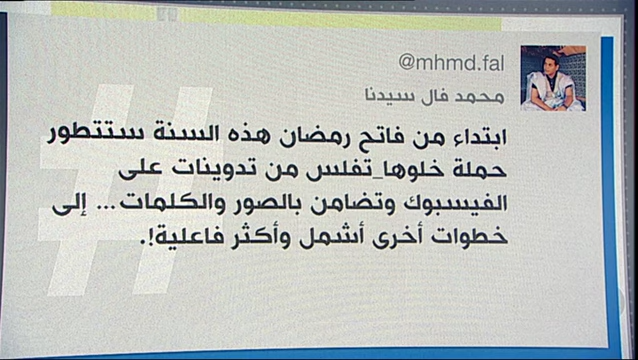 @mhmd.fal
محمد فال سيدنا
ابتداء من فاتح رمضان هذه السنة ستتطور
حملة خلوها_تفلس من تدوينات على
الفيسبوك وتضامن بالصور والكلمات... إلى
خطوات أخرى أشمل وأكثر فاعلية!.
#